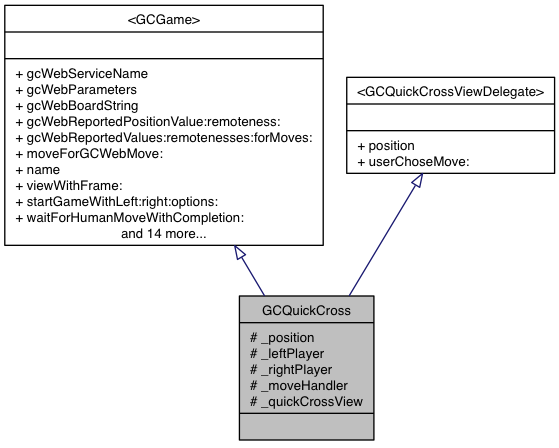 <GCGame>
+ gcWebServiceName
+ gcWebParameters
+ gcWebBoardString
+ gcWebReportedPositionValue:remoteness:
+ gcWebReportedValues:remotenesses:forMoves:
+ moveForGCWebMove:
+ name
+ viewWithFrame:
+ startGameWithLeft:right:options:
+ waitForHumanMoveWithCompletion:
and 14 more...
<GCQuickCrossViewDelegate>
+ position
+ userChoseMove:
GCQuickCross
# _position
# _leftPlayer
# _rightPlayer
# _moveHandler
# _quickCrossView